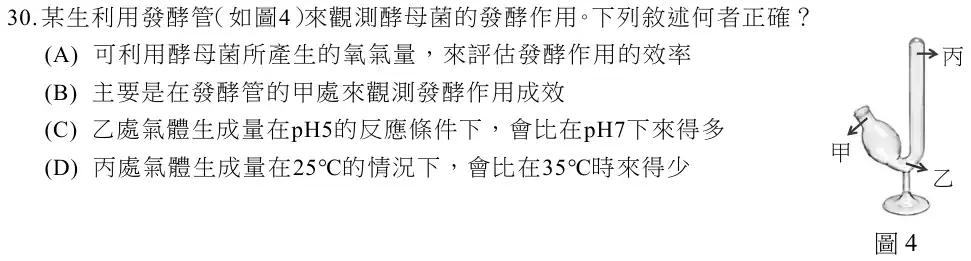 30.某生利用發酵管(如圖4)來觀測酵母菌的發酵作用。下列敘述何者正確？
(A) 可利用酵母菌所產生的氧氣量，來評估發酵作用的效率
(B) 主要是在發酵管的甲處來觀測發酵作用成效
(C) 乙處氣體生成量在pH5的反應條件下，會比在pH7下來得多
(D) 丙處氣體生成量在25℃的情況下，會比在35℃時來得少
丙
甲
乙
圖 4